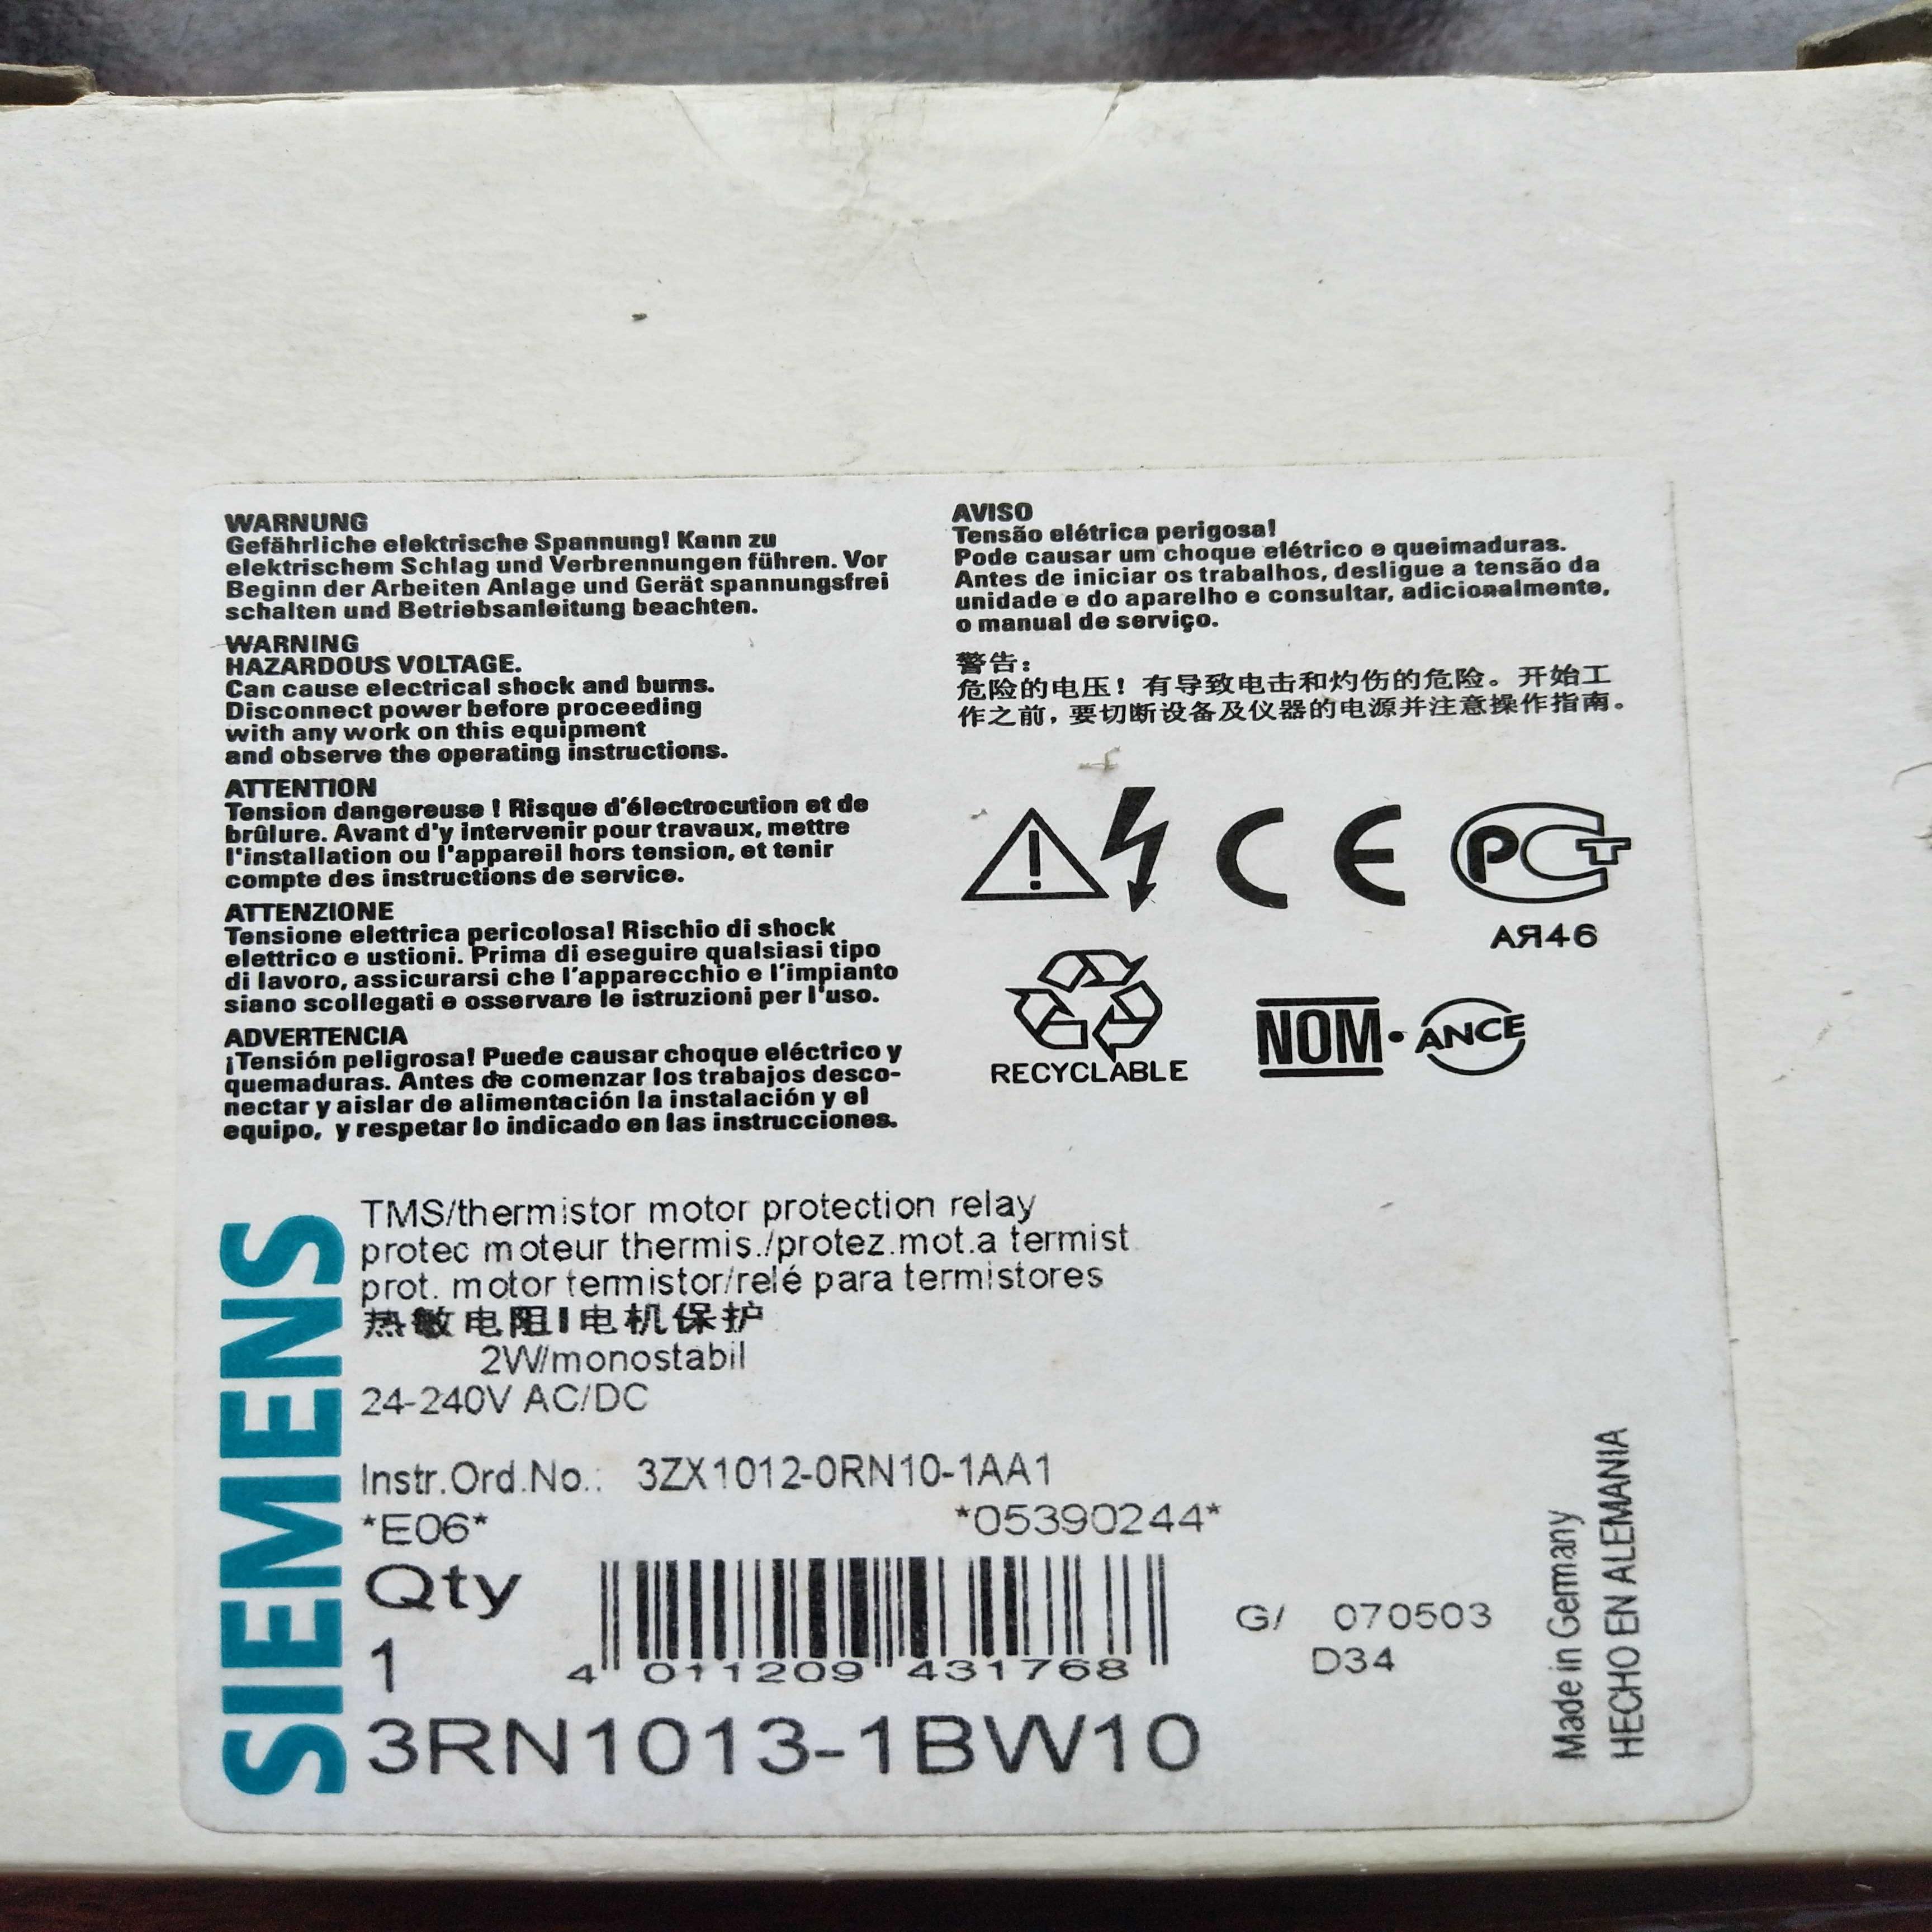 WARNUNG
Gefährliche elektrische Spannung! Kann zu
elektrischem Schlag und Verbrennungen führen. Vor
Beginn der Arbeiten Anlage und Gerät spannungsfrei
schalten und Betriebsanleitung beachten.
WARNING
HAZARDOUS VOLTAGE.
Can cause electrical shock and burns.
Disconnect power before proceeding
with any work on this equipment
and observe the operating instructions.
ATTENTION
Tension dangereuse ! Risque d'électrocution et de
brûlure. Avant d'y intervenir pour travaux, mettre
l'installation ou l'appareil hors tension, et tenir
compte des instructions de service.
ATTENZIONE
Tensione elettrica pericolosa! Rischio di shock
elettrico e ustioni. Prima di eseguire qualsiasi tipo
di lavoro, assicurarsi che l'apparecchio e l'impianto
siano scollegati e osservare le istruzioni per l'uso.
ADVERTENCIA
¡Tensión peligrosa! Puede causar choque eléctrico y
quemaduras. Antes de comenzar los trabajos desco-
nectar y aislar de alimentación la instalación y el
equipo, y respetar lo indicado en las instrucciones.
AVISO
Tensão elétrica perigosa!
Pode causar um choque elétrico e queimaduras.
Antes de iniciar os trabalhos, desligue a tensão da
unidade e do aparelho e consultar, adicionalmente,
o manual de serviço.
警告：
危险的电压！有导致电击和灼伤的危险。开始工
作之前，要切断设备及仪器的电源并注意操作指南。
CE PCT
АЯ46
RECYCLABLE
NOM·ANCE
SIEMENS
TMS/thermistor motor protection relay
protec moteur thermis./protez.mot.a termist.
prot. motor termistor/relé para termistores
热敏电阻I电机保护
2W/monostabil
24-240V AC/DC
Instr.Ord.No.: 3ZX1012-0RN10-1AA1
*E06* *05390244*
Qty
1
4 011209 431768
G/ 070503
D34
3RN1013-1BW10
Made in Germany
HECHO EN ALEMANIA